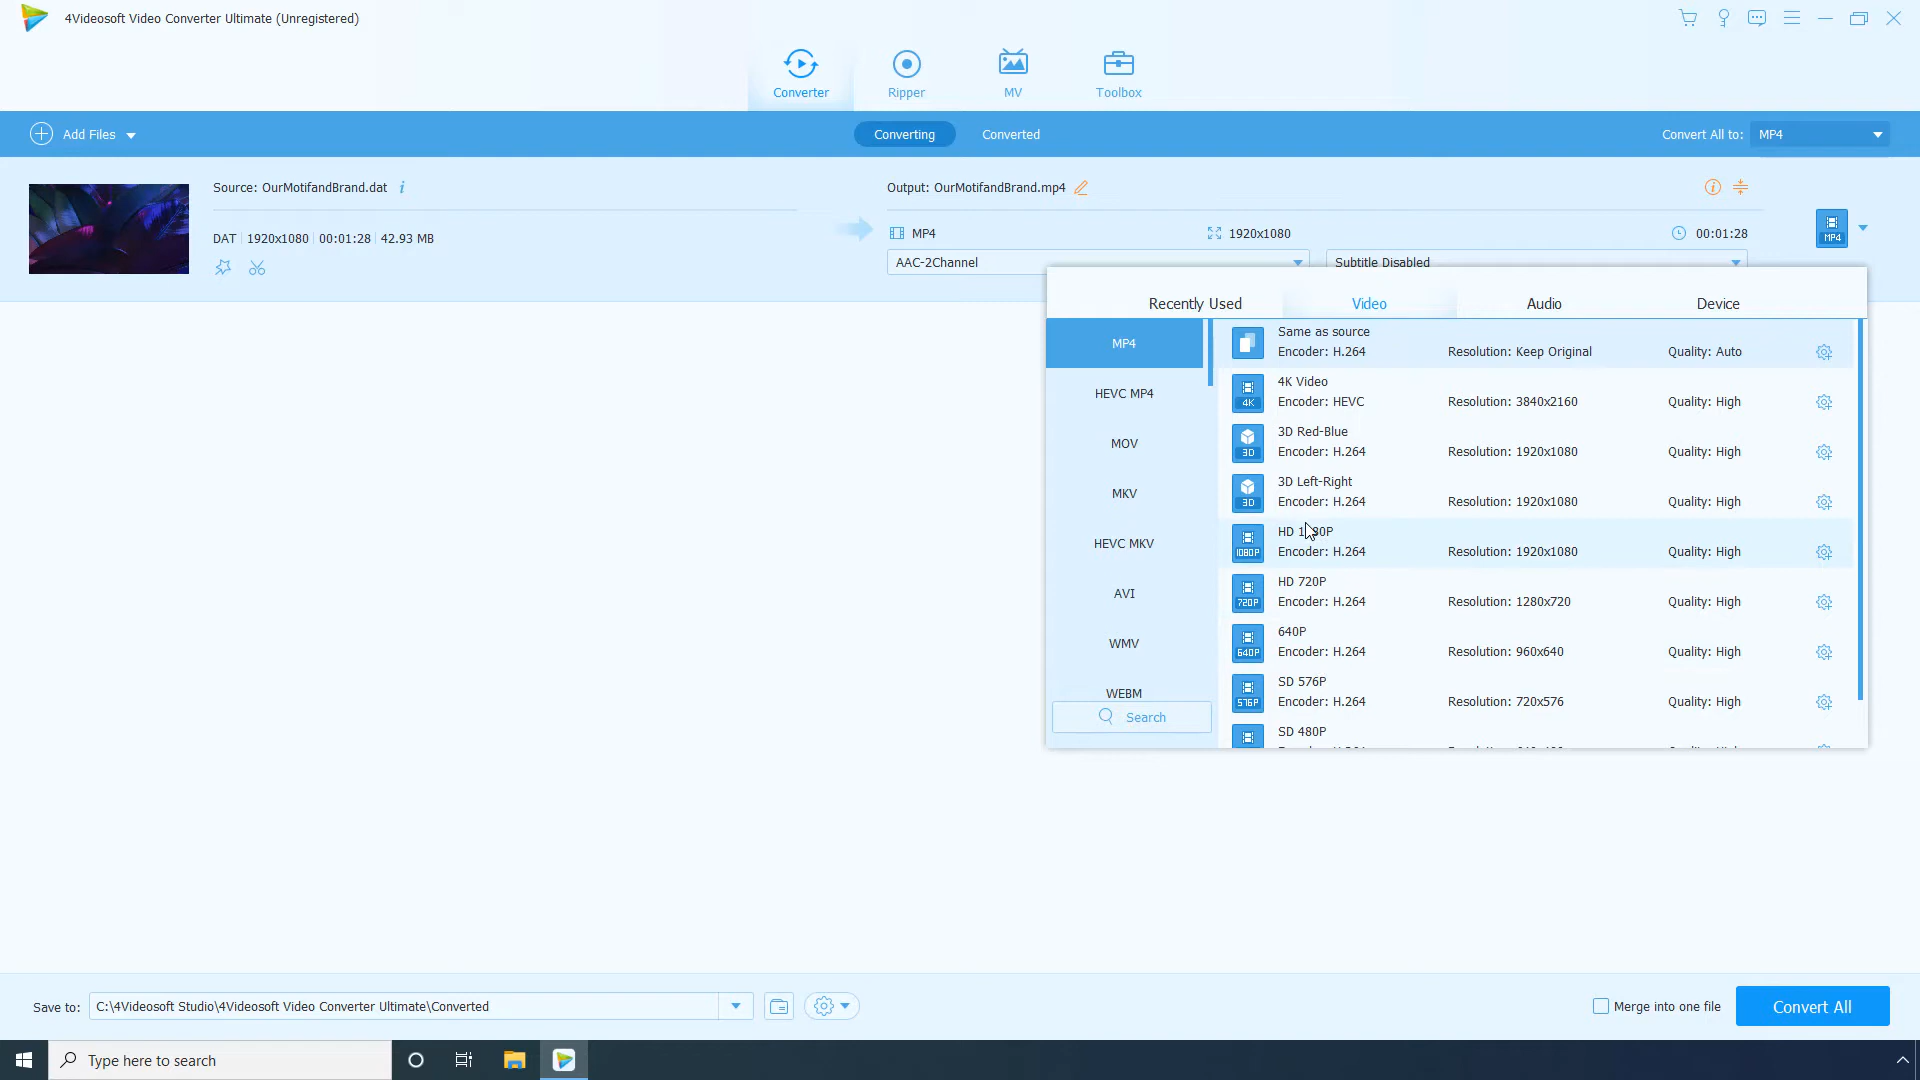 4Videosoft Video Converter Ultimate (Unregistered)
Converter
Ripper
MV
Toolbox
Add Files
Converting
Converted
Convert All to:
MP4
Source: OurMotifandBrand.dat
Output: OurMotifandBrand.mp4
DAT
1920x1080
00:01:28
42.93 MB
MP4
1920x1080
00:01:28
MP4
AAC-2Channel
Subtitle Disabled
Recently Used
Video
Audio
Device
MP4
HEVC MP4
MOV
MKV
HEVC MKV
AVI
WMV
WEBM
Search
Same as source
Encoder: H.264 Resolution: Keep Original Quality: Auto
4K
4K Video
Encoder: HEVC Resolution: 3840x2160 Quality: High
3D
3D Red-Blue
Encoder: H.264 Resolution: 1920x1080 Quality: High
3D
3D Left-Right
Encoder: H.264 Resolution: 1920x1080 Quality: High
1080P
HD 1080P
Encoder: H.264 Resolution: 1920x1080 Quality: High
720P
HD 720P
Encoder: H.264 Resolution: 1280x720 Quality: High
640P
640P
Encoder: H.264 Resolution: 960x640 Quality: High
576P
SD 576P
Encoder: H.264 Resolution: 720x576 Quality: High
SD 480P
Save to:
C:\4Videosoft Studio\4Videosoft Video Converter Ultimate\Converted
Merge into one file
Convert All
Type here to search